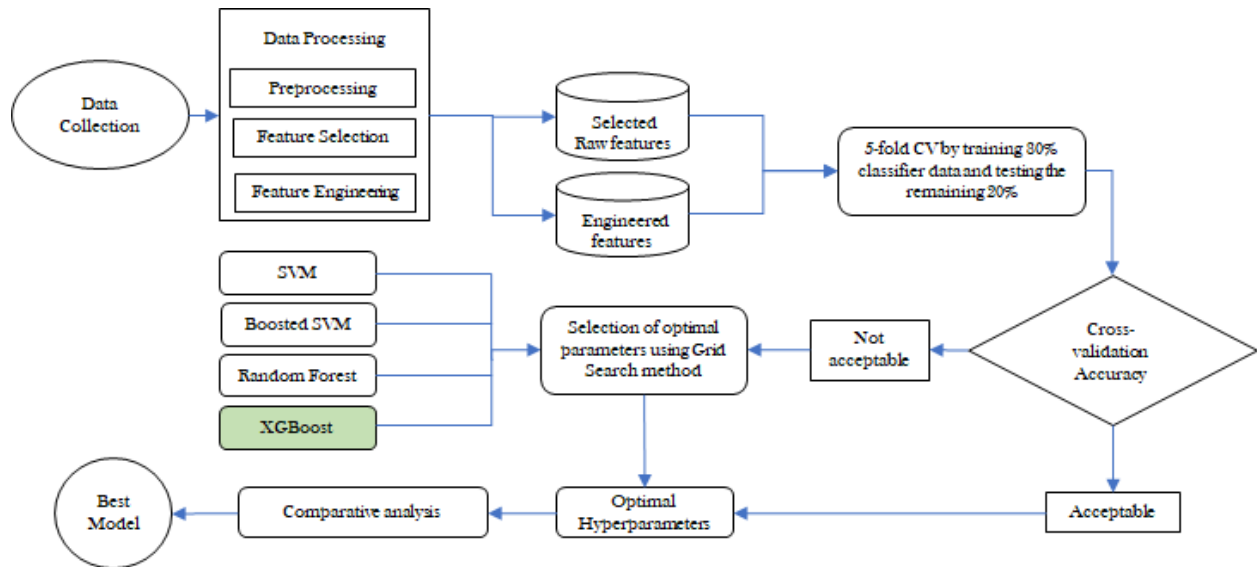 Data Processing
Preprocessing
Data
Collection
Feature Selection
Feature Engineering
Selected
Raw features
Engineered
features
5-fold CV by training 80%
classifier data and testing the
remaining 20%
SVM
Boosted SVM
Random Forest
XGBoost
Selection of optimal
parameters using Grid
Search method
Not
acceptable
Cross-
validation
Accuracy
Best
Model
Comparative analysis
Optimal
Hyperparameters
Acceptable